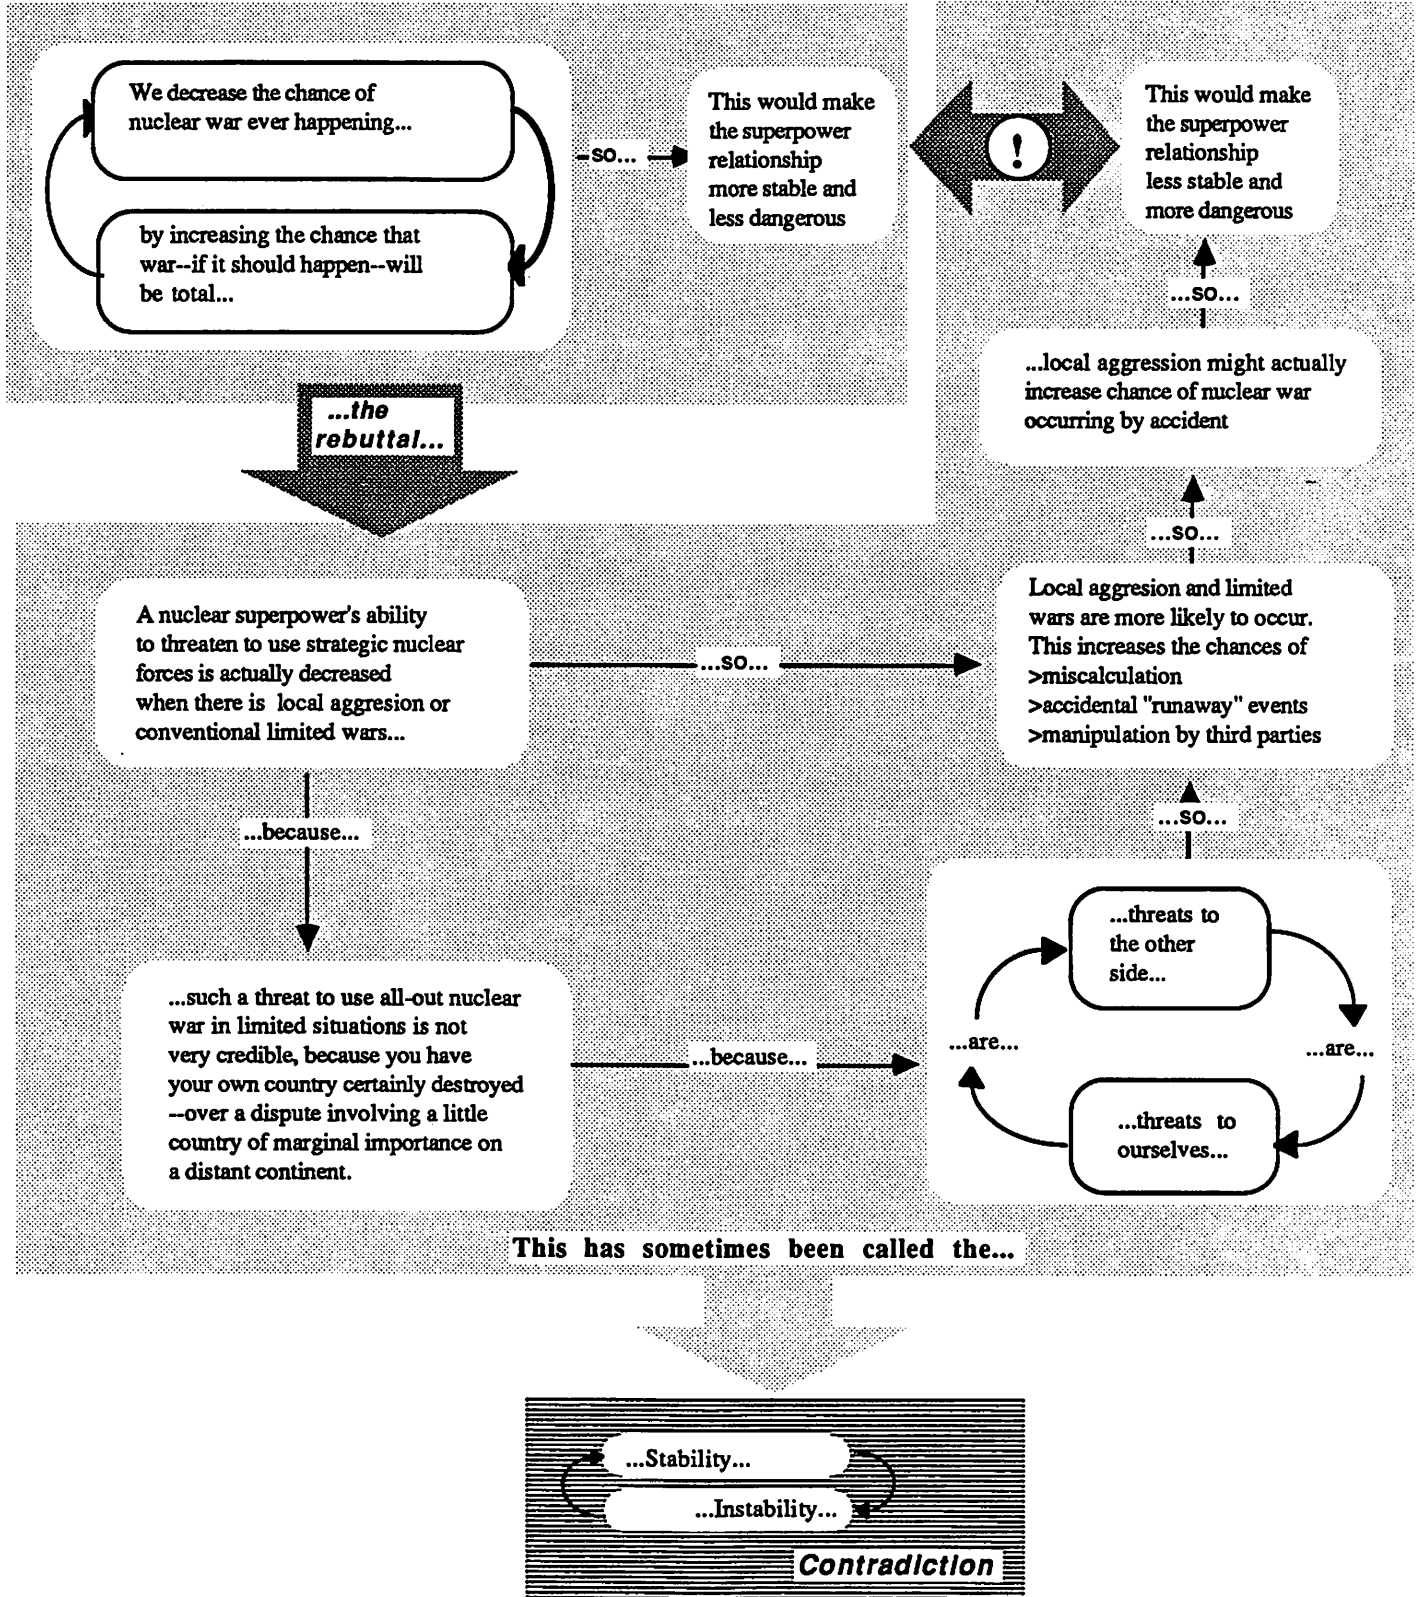 We decrease the chance of
nuclear war ever happening...
by increasing the chance that
war--if it should happen--will
be total...
-so...
This would make
the superpower
relationship
more stable and
less dangerous
!
This would make
the superpower
relationship
less stable and
more dangerous
...so...
...local aggression might actually
increase chance of nuclear war
occurring by accident
...so...
...the
rebuttal...
A nuclear superpower's ability
to threaten to use strategic nuclear
forces is actually decreased
when there is local aggresion or
conventional limited wars...
...so...
Local aggresion and limited
wars are more likely to occur.
This increases the chances of
>miscalculation
>accidental "runaway" events
>manipulation by third parties
...so...
...because...
...such a threat to use all-out nuclear
war in limited situations is not
very credible, because you have
your own country certainly destroyed
--over a dispute involving a little
country of marginal importance on
a distant continent.
...because...
...threats to
the other
side...
...are...
...are...
...threats to
ourselves...
This has sometimes been called the...
...Stability...
...Instability...
Contradiction